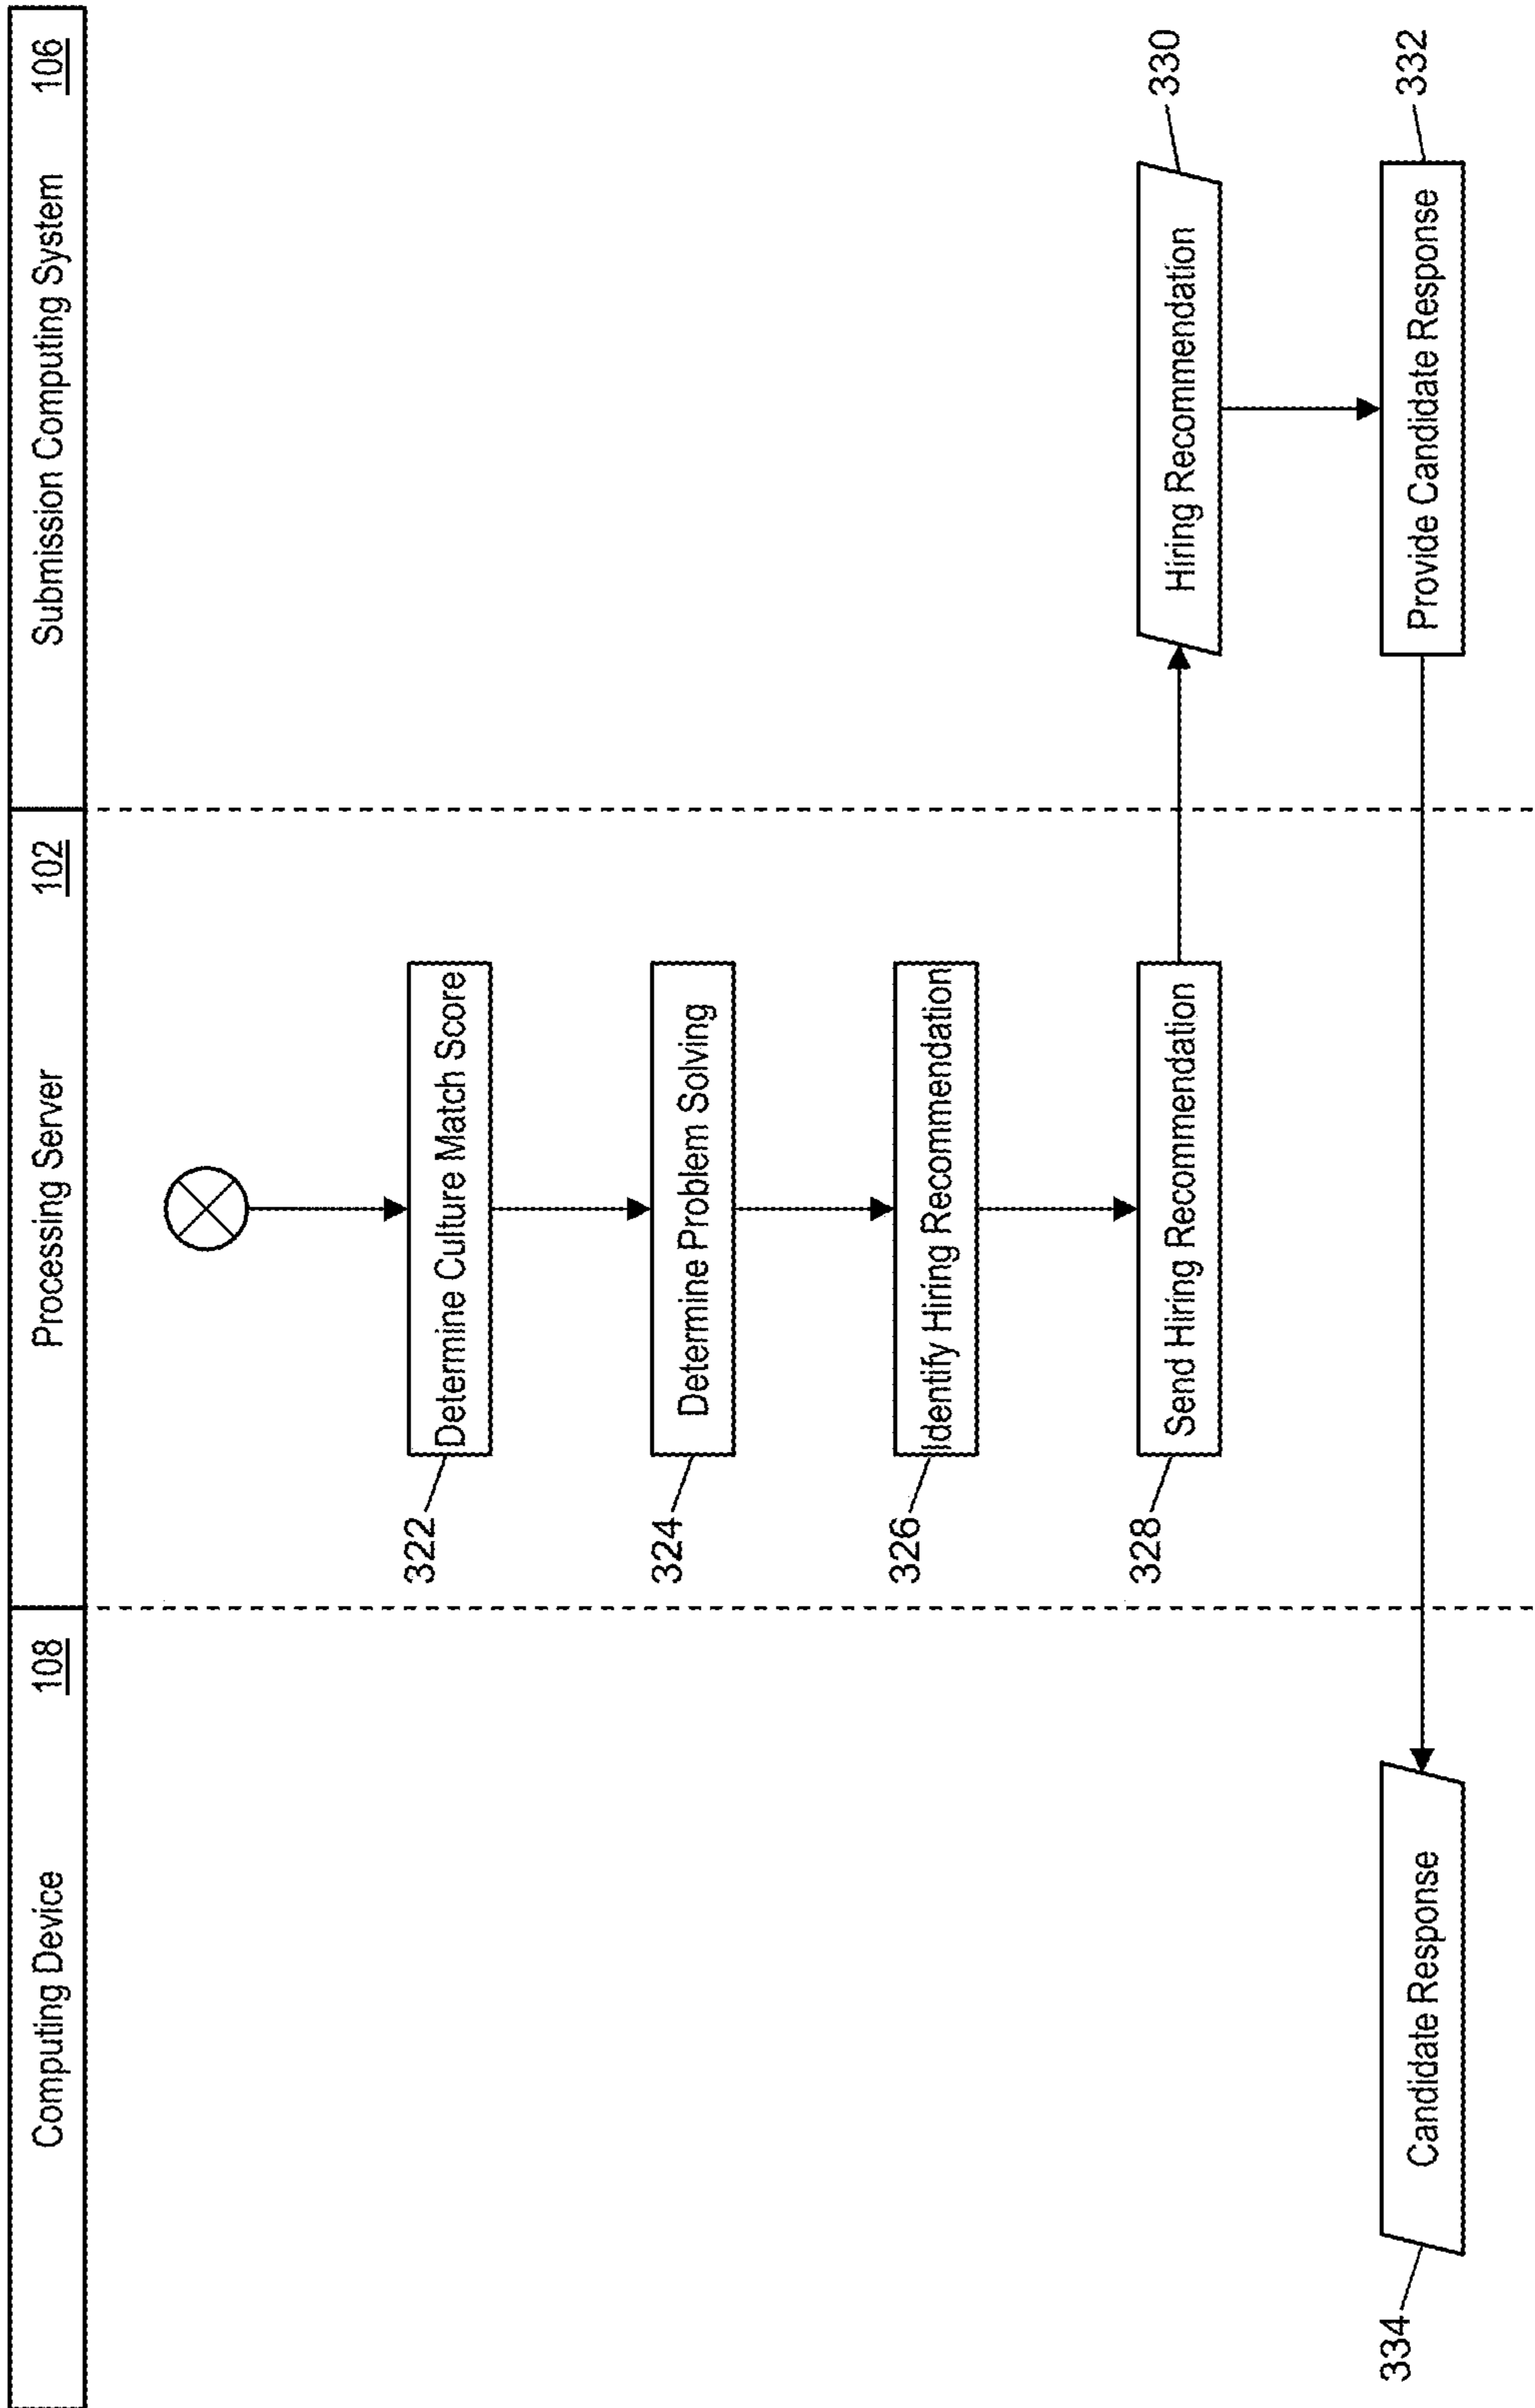 Computing Device 108
Processing Server 102
Submission Computing System 106
322
Determine Culture Match Score
324
Determine Problem Solving
326
Identify Hiring Recommendation
328
Send Hiring Recommendation
Hiring Recommendation
330
334
Candidate Response
Provide Candidate Response
332